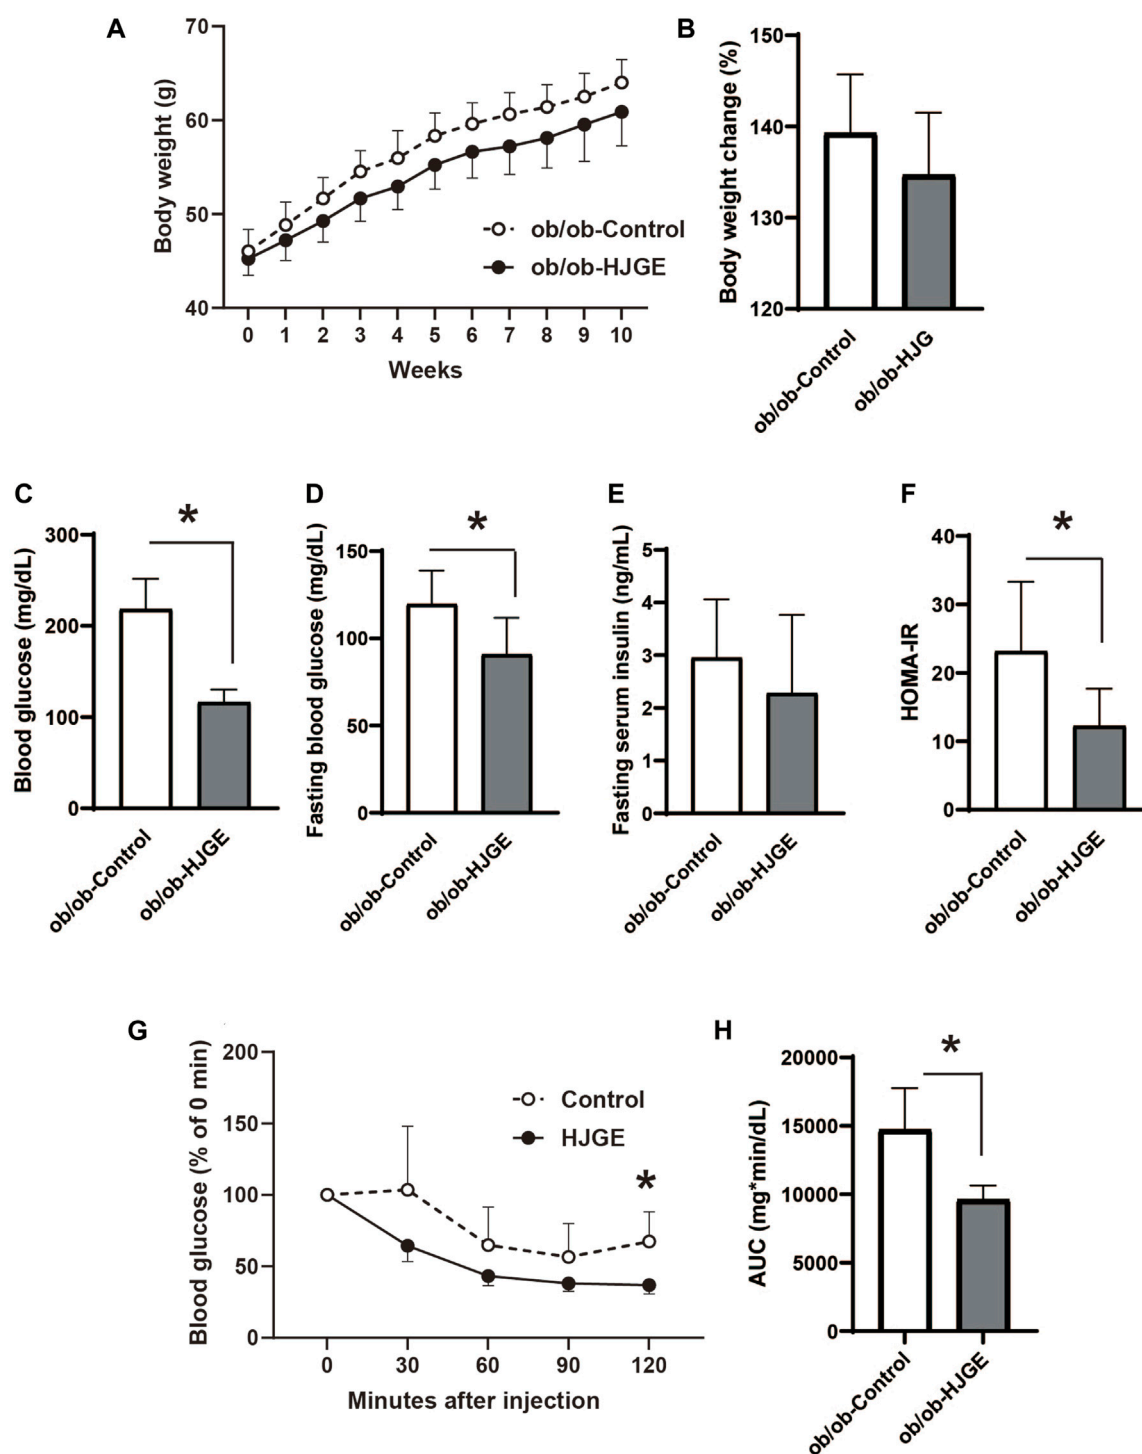 A
Body weight (g)
70
60
50
40
0 1 2 3 4 5 6 7 8 9 10
Weeks
ob/ob-Control
ob/ob-HJGE
B
Body weight change (%)
150
140
130
120
ob/ob-Control
ob/ob-HJG
C
Blood glucose (mg/dL)
300
200
100
0
*
ob/ob-Control
ob/ob-HJGE
D
Fasting blood glucose (mg/dL)
150
100
50
0
*
ob/ob-Control
ob/ob-HJGE
E
Fasting serum insulin (ng/mL)
5
4
3
2
1
0
ob/ob-Control
ob/ob-HJGE
F
HOMA-IR
40
30
20
10
0
*
ob/ob-Control
ob/ob-HJGE
G
Blood glucose (% of 0 min)
200
150
100
50
0
Control
HJGE
*
0 30 60 90 120
Minutes after injection
H
AUC (mg*min/dL)
20000
15000
10000
5000
0
*
ob/ob-Control
ob/ob-HJGE